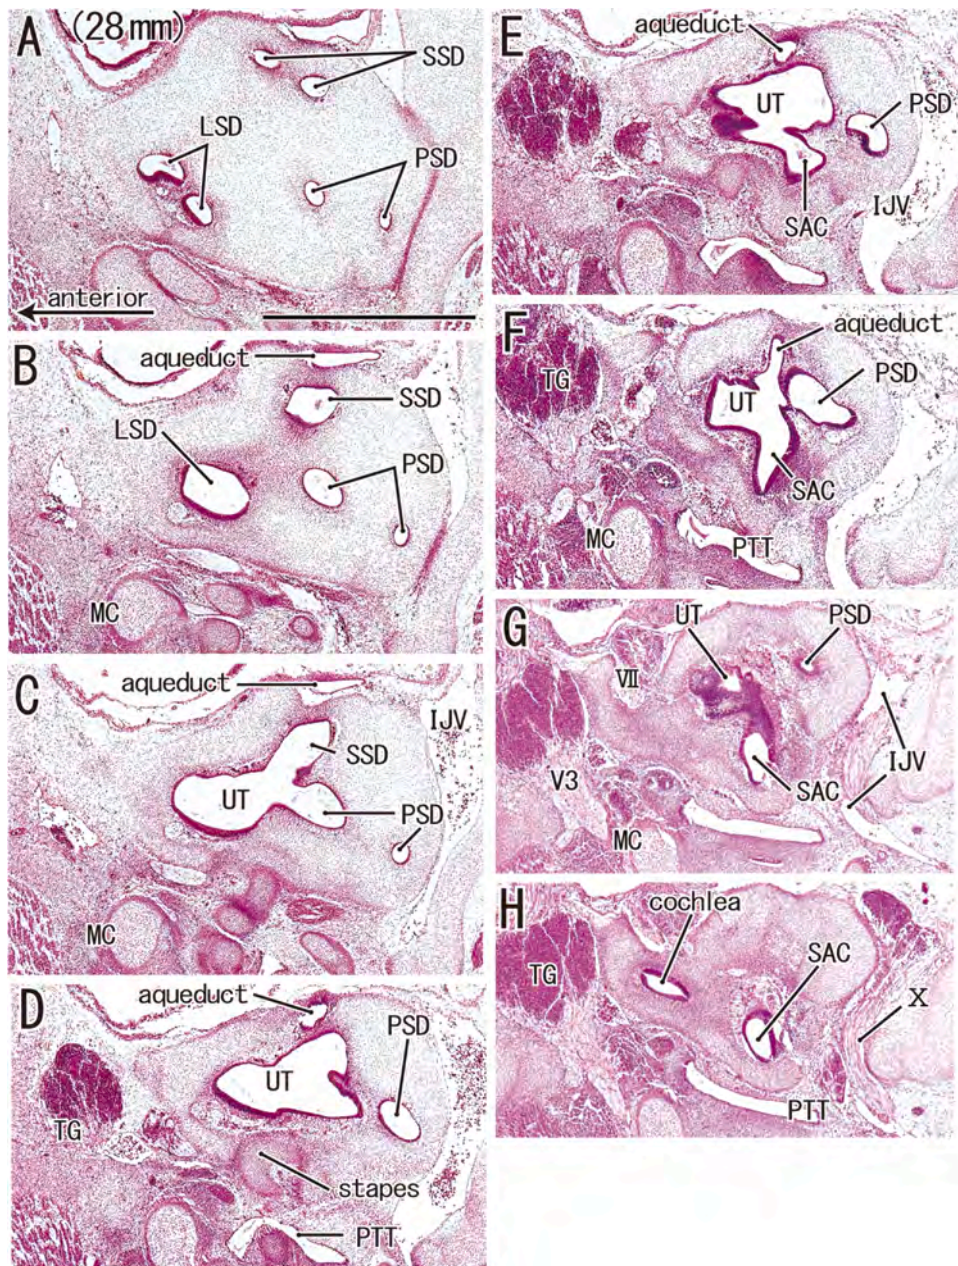 A (28 mm)
SSD
LSD
PSD
anterior
B
aqueduct
SSD
LSD
PSD
MC
C
aqueduct
IJV
SSD
UT
PSD
MC
D
aqueduct
PSD
UT
TG
stapes
PTT
E
aqueduct
UT
PSD
SAC
IJV
F
aqueduct
TG
PSD
UT
SAC
MC
PTT
G
UT
PSD
VII
IJV
V3
SAC
MC
H
cochlea
SAC
TG
X
PTT